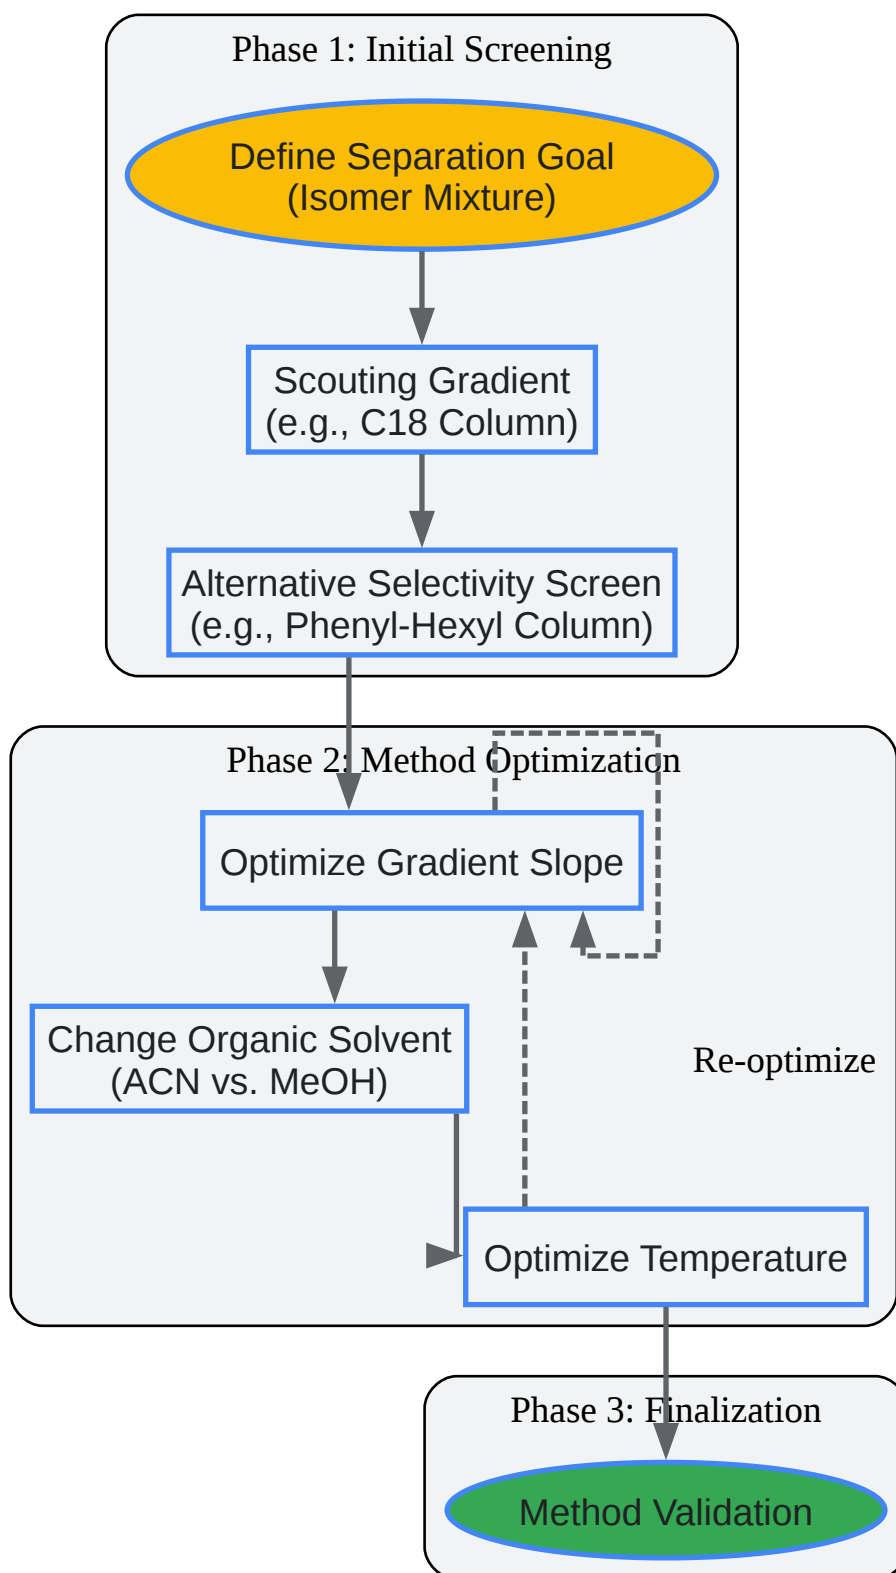 Phase 1: Initial Screening
Define Separation Goal
(Isomer Mixture)
Scouting Gradient
(e.g., C18 Column)
Alternative Selectivity Screen
(e.g., Phenyl-Hexyl Column)
Phase 2: Method Optimization
Optimize Gradient Slope
Change Organic Solvent
(ACN vs. MeOH)
Re-optimize
Optimize Temperature
Phase 3: Finalization
Method Validation